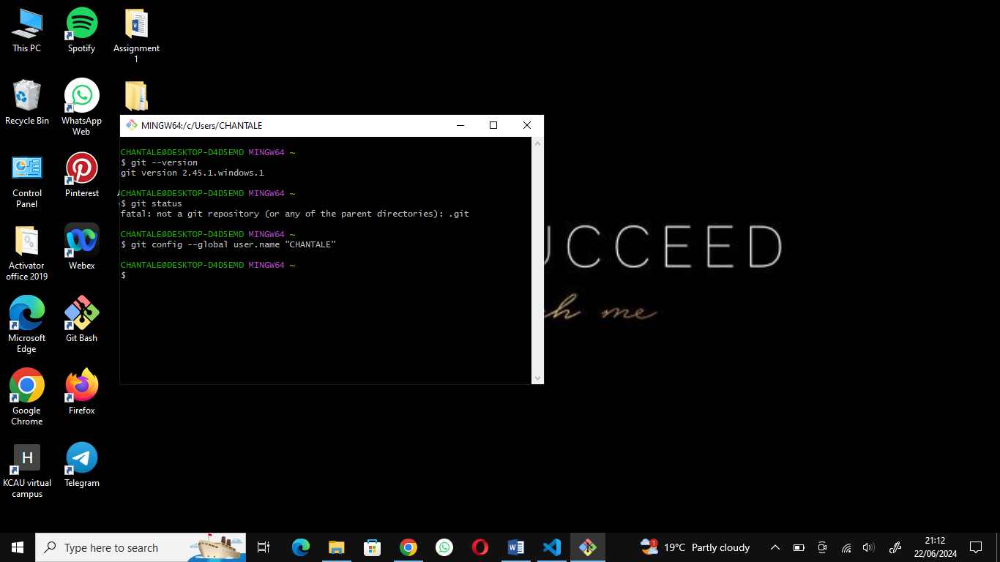 This PC
Spotify
Assignment
1
Recycle Bin
WhatsApp
Web
Control
Panel
Pinterest
Activator
office 2019
Webex
Microsoft
Edge
Git Bash
Google
Chrome
Firefox
H
KCAU virtual
campus
Telegram
MINGW64:/c/Users/CHANTALE
CHANTALE@DESKTOP-D4D5EMD MINGW64 ~
$ git --version
git version 2.45.1.windows.1
CHANTALE@DESKTOP-D4D5EMD MINGW64 ~
$ git status
fatal: not a git repository (or any of the parent directories): .git
CHANTALE@DESKTOP-D4D5EMD MINGW64 ~
$ git config --global user.name "CHANTALE"
CHANTALE@DESKTOP-D4D5EMD MINGW64 ~
$
UCCEED
me
Type here to search
1
19°C Partly cloudy
21:12
22/06/2024